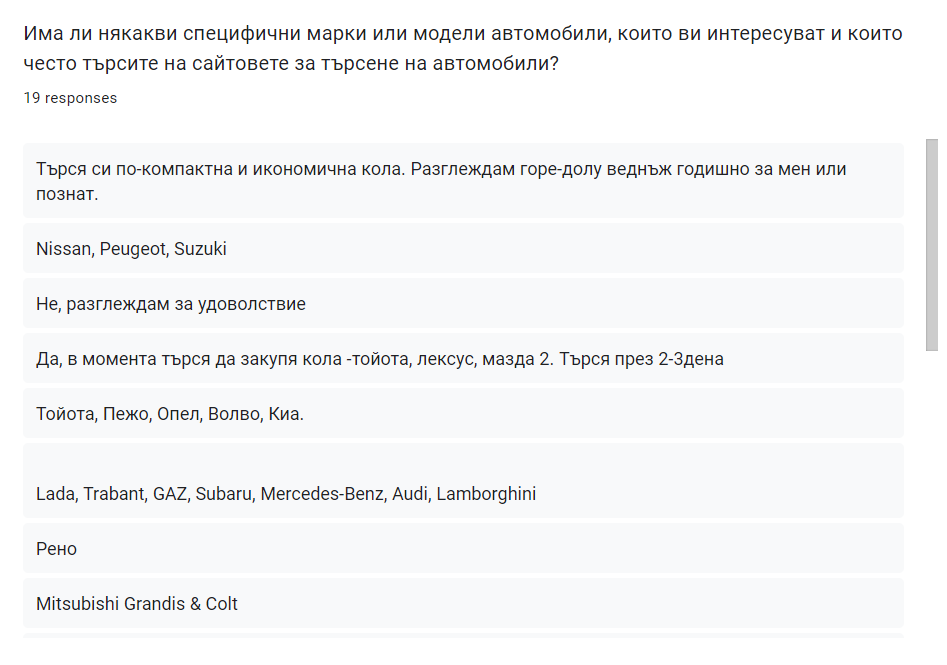 Има ли някакви специфични марки или модели автомобили, които ви интересуват и които
често търсите на сайтовете за търсене на автомобили?
19 responses
Търся си по-компактна и икономична кола. Разглеждам горе-долу веднъж годишно за мен или
познат.
Nissan, Peugeot, Suzuki
Не, разглеждам за удоволствие
Да, в момента търся да закупя кола -тойота, лексус, мазда 2. Търся през 2-3дена
Тойота, Пежо, Опел, Волво, Киа.
Lada, Trabant, GAZ, Subaru, Mercedes-Benz, Audi, Lamborghini
Рено
Mitsubishi Grandis & Colt